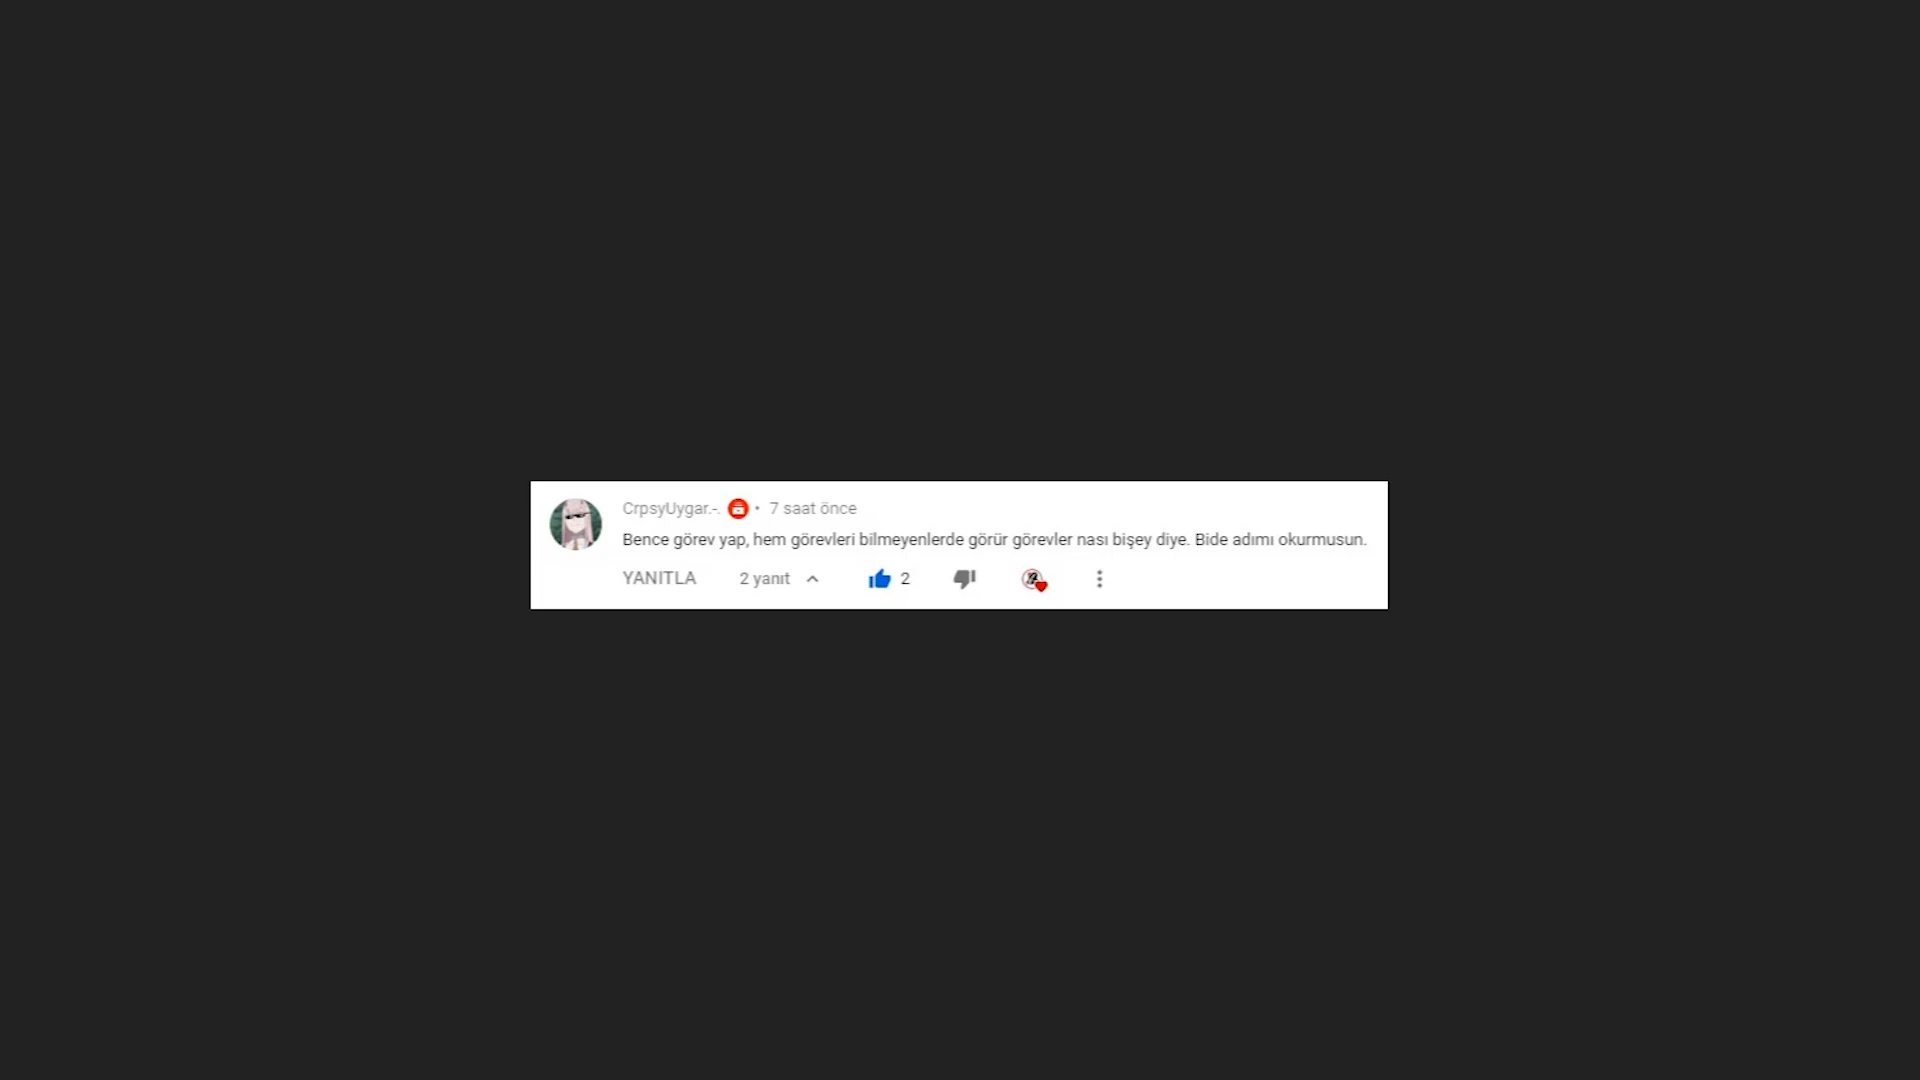 CrpsyUygar.-. • 7 saat önce
Bence görev yap, hem görevleri bilmeyenlerde görür görevler nası bişey diye. Bide adımı okurmusun.
YANITLA 2 yanıt 2